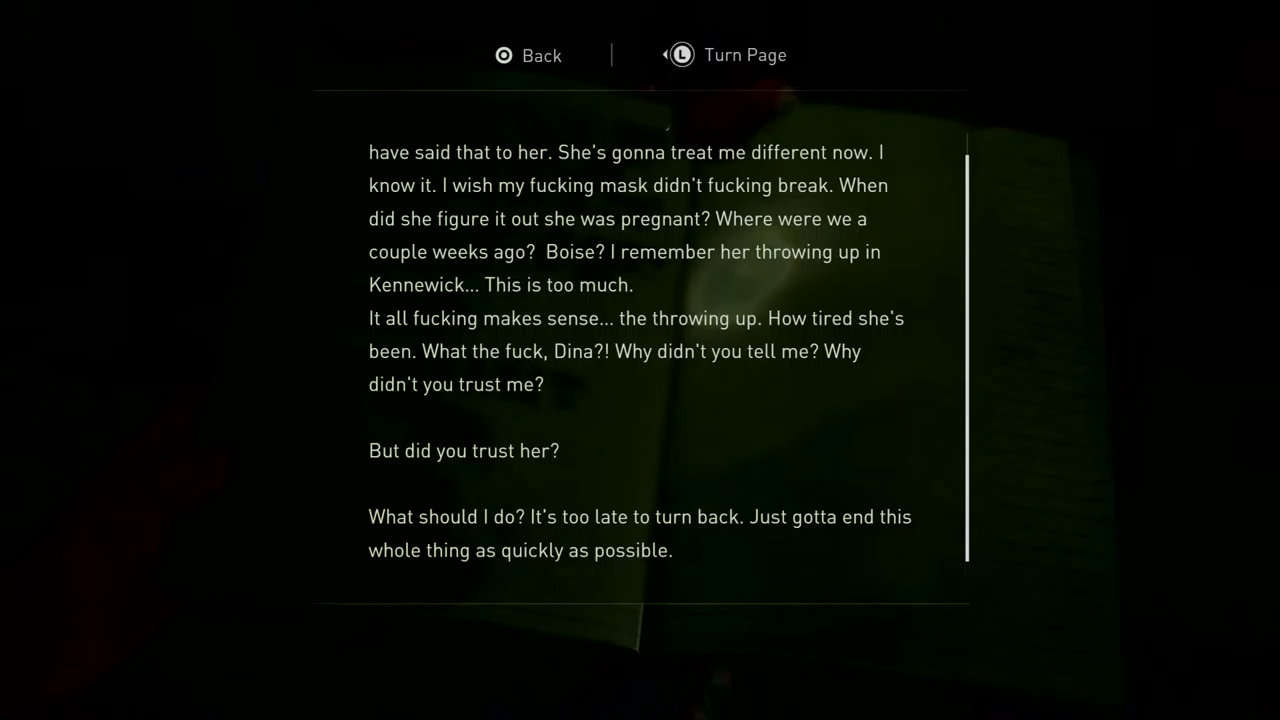 Back
L Turn Page
have said that to her. She's gonna treat me different now. I
know it. I wish my fucking mask didn't fucking break. When
did she figure it out she was pregnant? Where were we a
couple weeks ago?  Boise? I remember her throwing up in
Kennewick... This is too much.
It all fucking makes sense... the throwing up. How tired she's
been. What the fuck, Dina?! Why didn't you tell me? Why
didn't you trust me?
But did you trust her?
What should I do? It's too late to turn back. Just gotta end this
whole thing as quickly as possible.